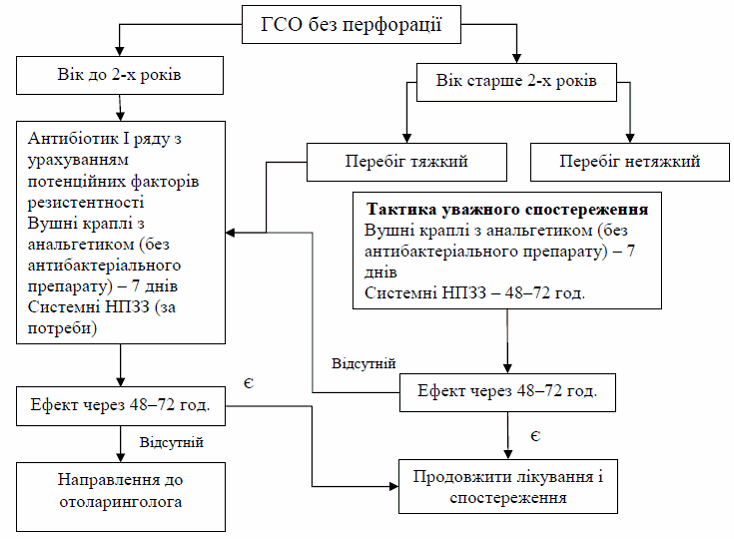 ГСО без перфорації
Вік до 2-х років
Вік старше 2-х років
Антибіотик I ряду з
урахуванням
потенційних факторів
резистентності
Вушні краплі з
анальгетиком (без
антибактеріального
препарату) – 7 днів
Системні НПЗЗ (за
потреби)
Перебіг тяжкий
Перебіг нетяжкий
Тактика уважного спостереження
Вушні краплі з анальгетиком (без
антибактеріального препарату) – 7
днів
Системні НПЗЗ – 48–72 год.
Відсутній
Є
Ефект через 48–72 год.
Ефект через 48–72 год.
Відсутній
Є
Направлення до
отоларинголога
Продовжити лікування і
спостереження